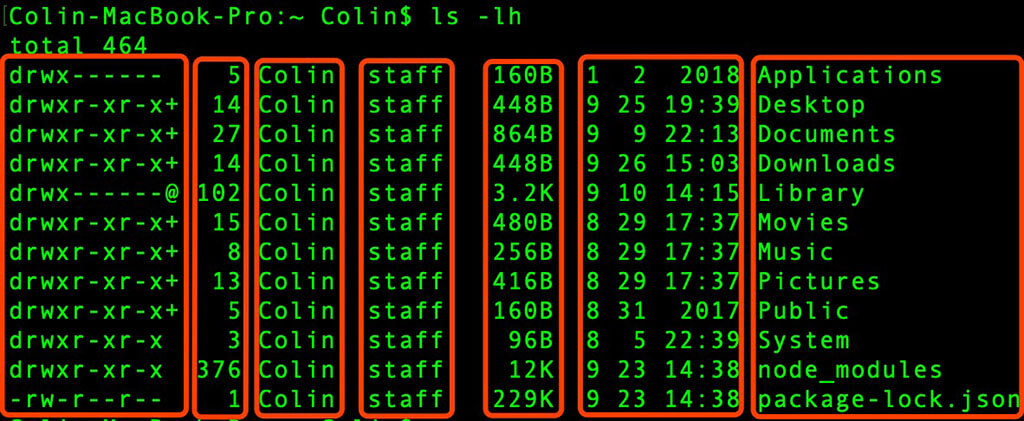 Colin-MacBook-Pro:~ Colin$ ls -lh
total 464
drwx------ 5 Colin staff 160B 1 2 2018 Applications
drwxr-xr-x+ 14 Colin staff 448B 9 25 19:39 Desktop
drwxr-xr-x+ 27 Colin staff 864B 9 9 22:13 Documents
drwxr-xr-x+ 14 Colin staff 448B 9 26 15:03 Downloads
drwx------@ 102 Colin staff 3.2K 9 10 14:15 Library
drwxr-xr-x+ 15 Colin staff 480B 8 29 17:37 Movies
drwxr-xr-x+ 8 Colin staff 256B 8 29 17:37 Music
drwxr-xr-x+ 13 Colin staff 416B 8 29 17:37 Pictures
drwxr-xr-x+ 5 Colin staff 160B 8 31 2017 Public
drwxr-xr-x 3 Colin staff 96B 8 5 22:39 System
drwxr-xr-x 376 Colin staff 12K 9 23 14:38 node_modules
-rw-r--r-- 1 Colin staff 229K 9 23 14:38 package-lock.json